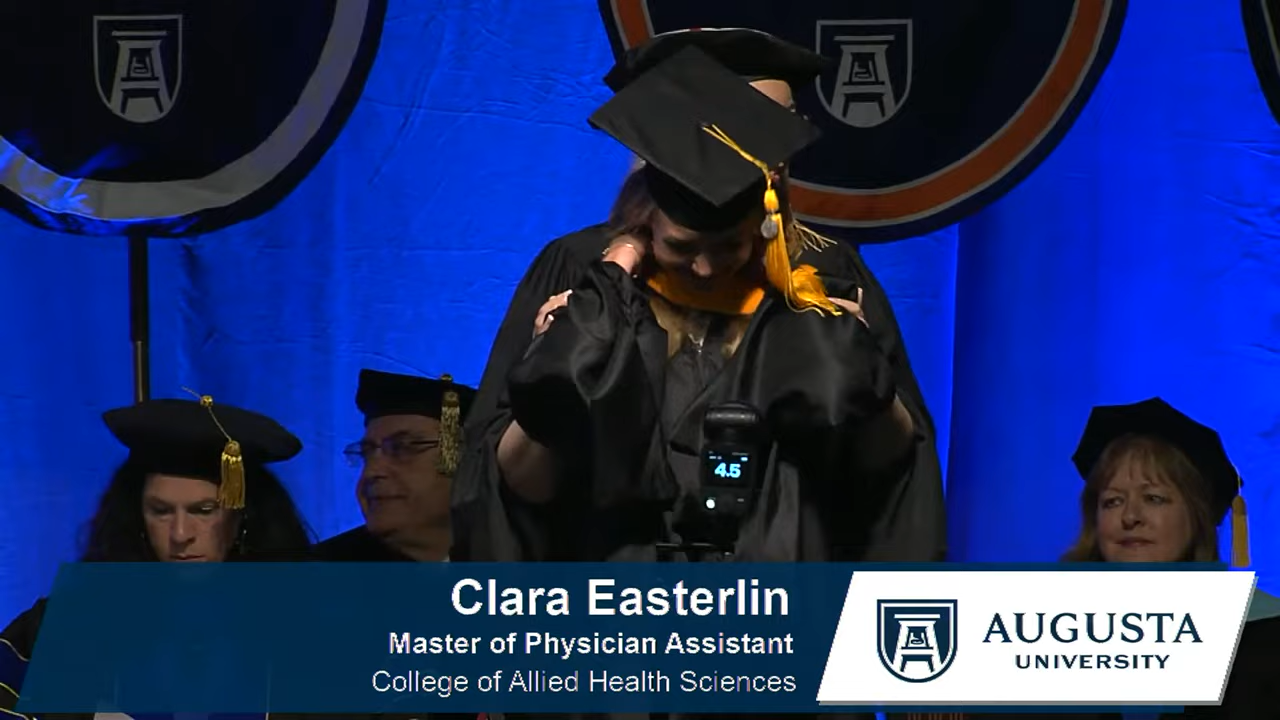 4.5
Clara Easterlin
Master of Physician Assistant
College of Allied Health Sciences
AUGUSTA
UNIVERSITY